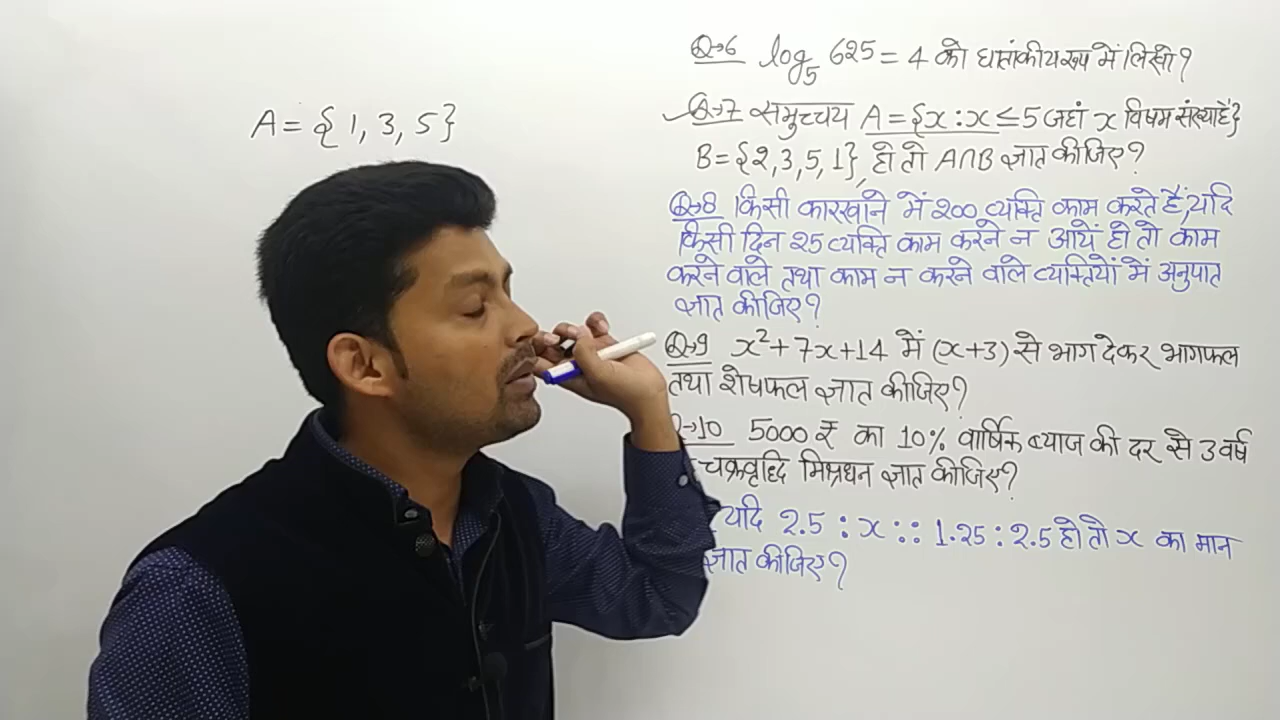 A = {1, 3, 5}
Q→6 log₅ 625 = 4 को घातांकीय रूप में लिखो?
Q→7 समुच्चय A = {x : x ≤ 5 जहां x विषम संख्या है}
B = {2, 3, 5, 1}, हो तो A∩B ज्ञात कीजिए?
Q→8 किसी कारखाने में 200 व्यक्ति काम करते हैं, यदि
किसी दिन 25 व्यक्ति काम करने न आयें हो तो काम
करने वाले तथा काम न करने वाले व्यक्तियों में अनुपात
ज्ञात कीजिए?
Q→9 x² + 7x + 14 में (x+3) से भाग देकर भागफल
तथा शेषफल ज्ञात कीजिए?
→10 5000 ₹ का 10% वार्षिक ब्याज की दर से 3 वर्ष
चक्रवृद्दि मिश्रधन ज्ञात कीजिए?
यदि 2.5 : x :: 1.25 : 2.5 हो तो x का मान
ज्ञात कीजिए?